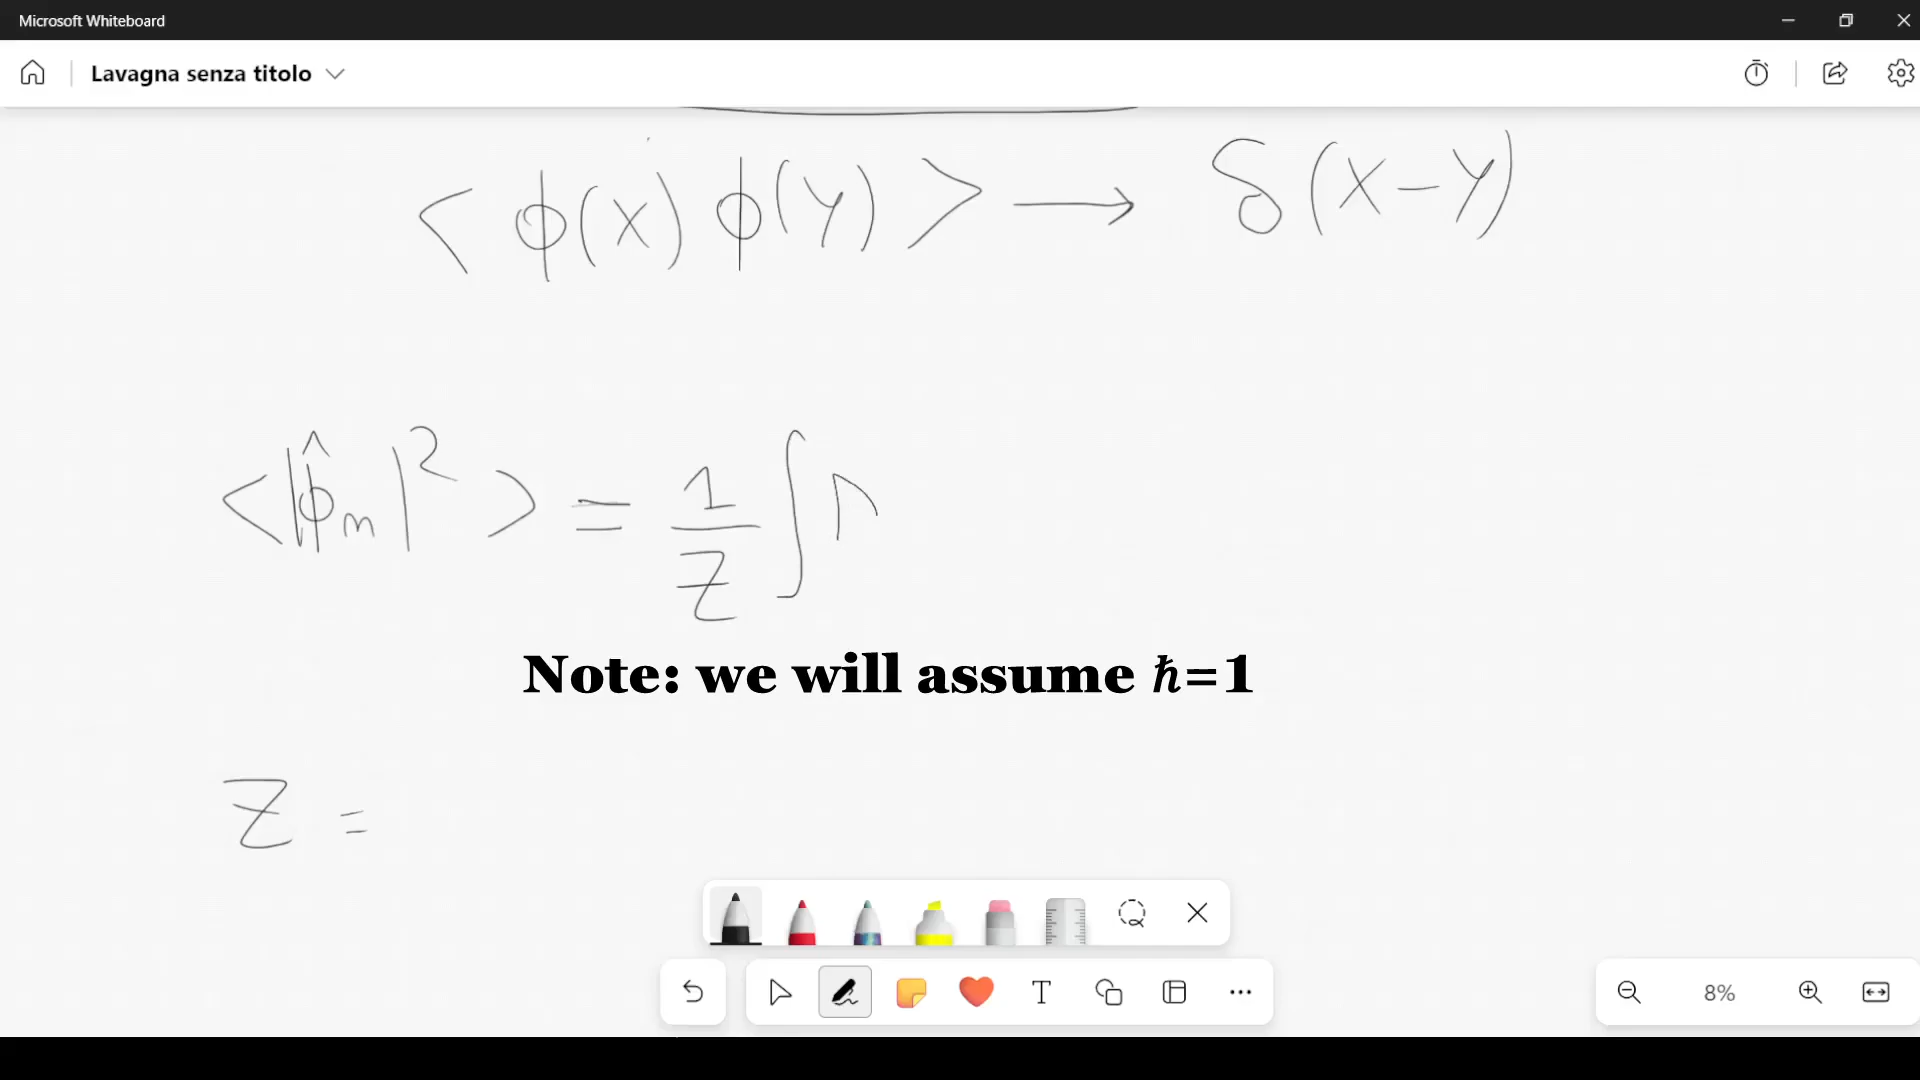 Microsoft Whiteboard
Lavagna senza titolo
< ϕ(x) ϕ(y) > ⟶ δ(x-y)
<|ϕ̂ₙ|²> = 1/Z ∫
Note: we will assume ℏ=1
Z =
8%